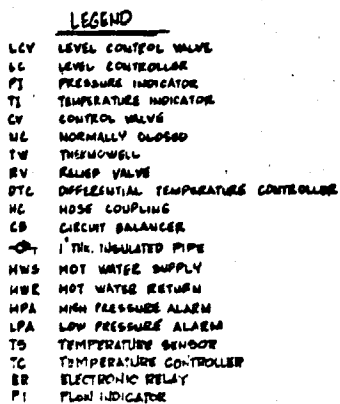 LEGEND
LCV LEVEL CONTROL VALVE
LC LEVEL CONTROLLER
PI PRESSURE INDICATOR
TI TEMPERATURE INDICATOR
CV CONTROL VALVE
NC NORMALLY CLOSED
TW THERMOWELL
RV RELIEF VALVE
DTC DIFFERENTIAL TEMPERATURE CONTROLLER
HC HOSE COUPLING
CB CIRCUIT BALANCER
1" THK. INSULATED PIPE
HWS HOT WATER SUPPLY
HWR HOT WATER RETURN
HPA HIGH PRESSURE ALARM
LPA LOW PRESSURE ALARM
TS TEMPERATURE SENSOR
TC TEMPERATURE CONTROLLER
ER ELECTRONIC RELAY
FI FLOW INDICATOR